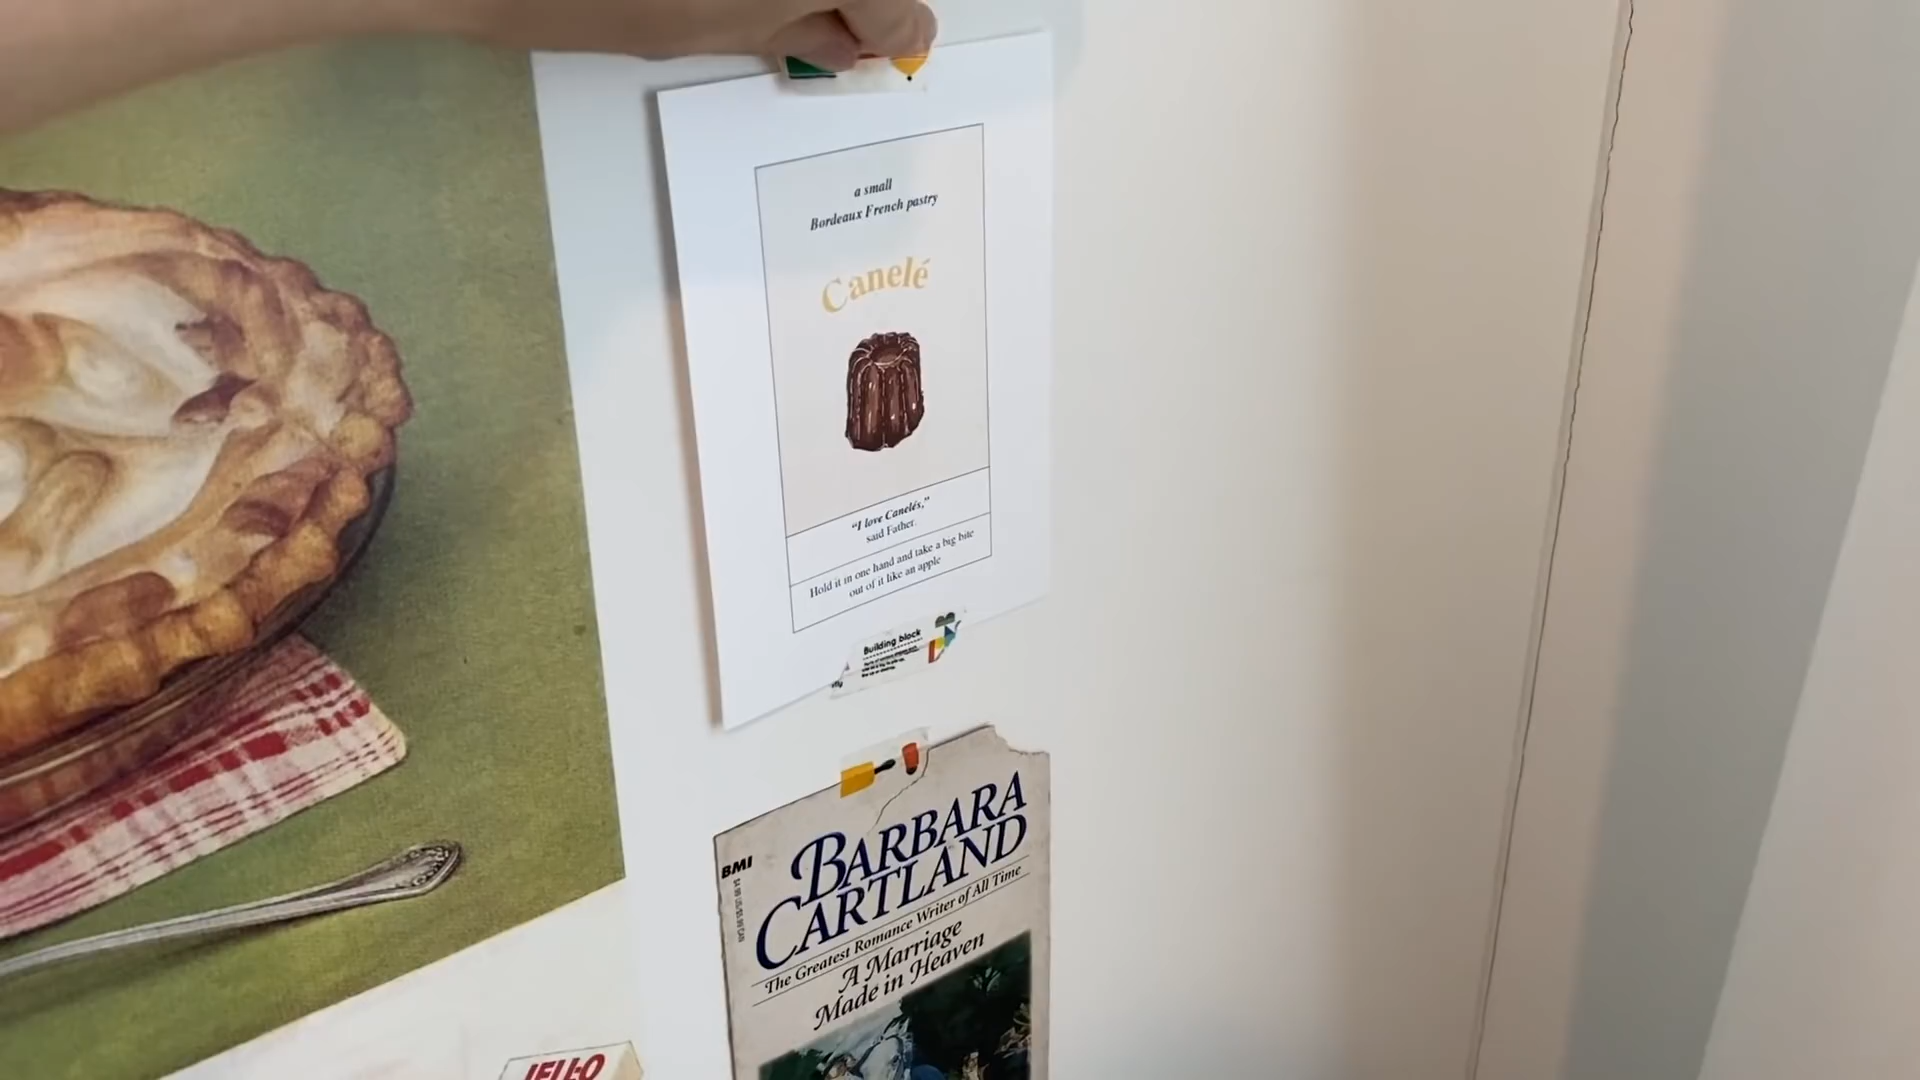 a small
Bordeaux French pastry
Canelé
“I love Canelés,”
said Father.
Hold it in one hand and take a big bite
out of it like an apple
Building block
BMI
BARBARA
CARTLAND
The Greatest Romance Writer of All Time
A Marriage
Made in Heaven
JELL-O